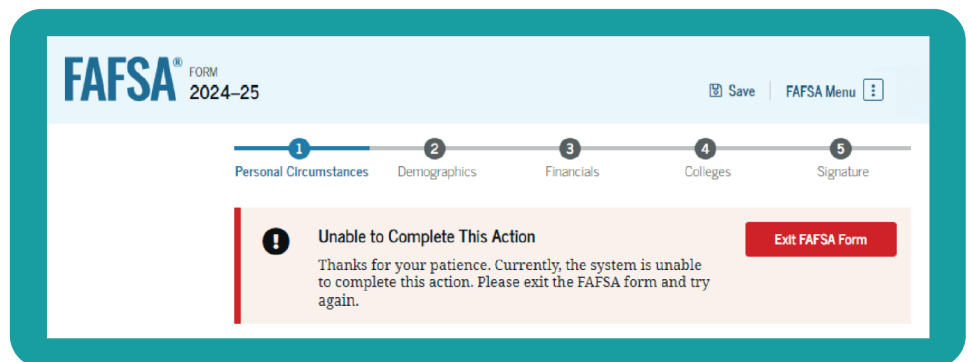 FAFSA® FORM
2024–25
Save FAFSA Menu
1 2 3 4 5
Personal Circumstances Demographics Financials Colleges Signature
Unable to Complete This Action
Exit FAFSA Form
Thanks for your patience. Currently, the system is unable
to complete this action. Please exit the FAFSA form and try
again.